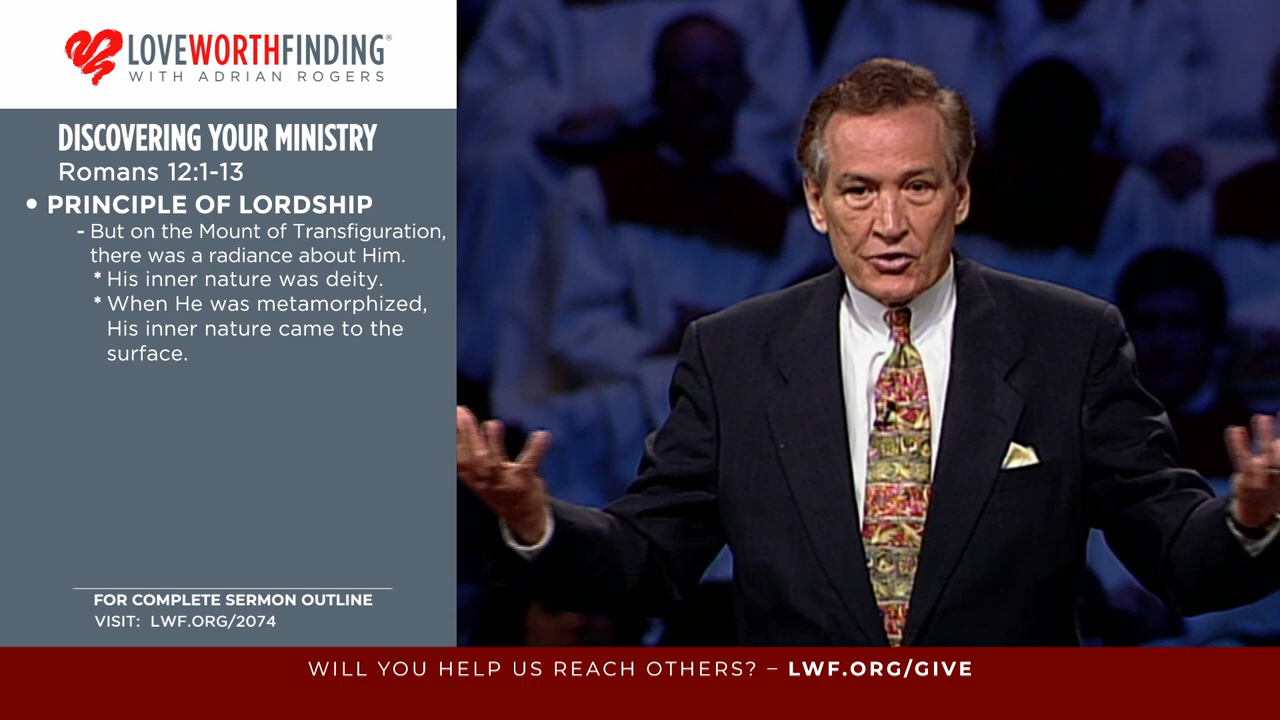 LOVEWORTHFINDING®
WITH ADRIAN ROGERS
DISCOVERING YOUR MINISTRY
Romans 12:1-13
• PRINCIPLE OF LORDSHIP
- But on the Mount of Transfiguration,
there was a radiance about Him.
* His inner nature was deity.
* When He was metamorphized,
His inner nature came to the
surface.
FOR COMPLETE SERMON OUTLINE
VISIT: LWF.ORG/2074
WILL YOU HELP US REACH OTHERS? – LWF.ORG/GIVE